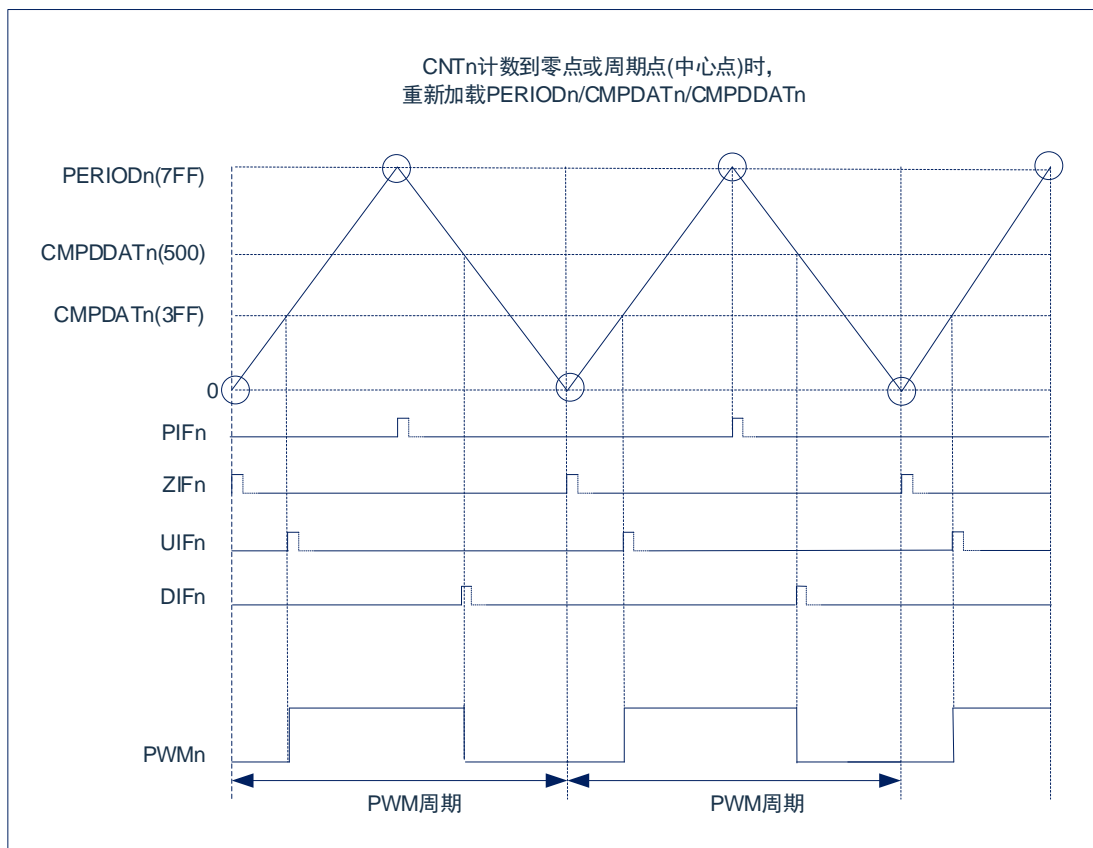 CNTn计数到零点或周期点(中心点)时,
重新加载PERIODn/CMPDATn/CMPDDATn
PERIODn(7FF)
CMPDDATn(500)
CMPDATn(3FF)
0
PIFn
ZIFn
UIFn
DIFn
PWMn
PWM周期
PWM周期